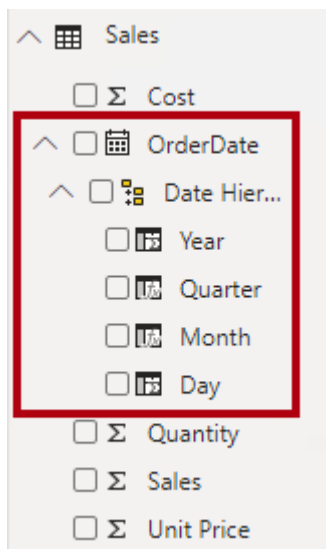 Sales
Σ Cost
OrderDate
Date Hier...
Year
Quarter
Month
Day
Σ Quantity
Σ Sales
Σ Unit Price